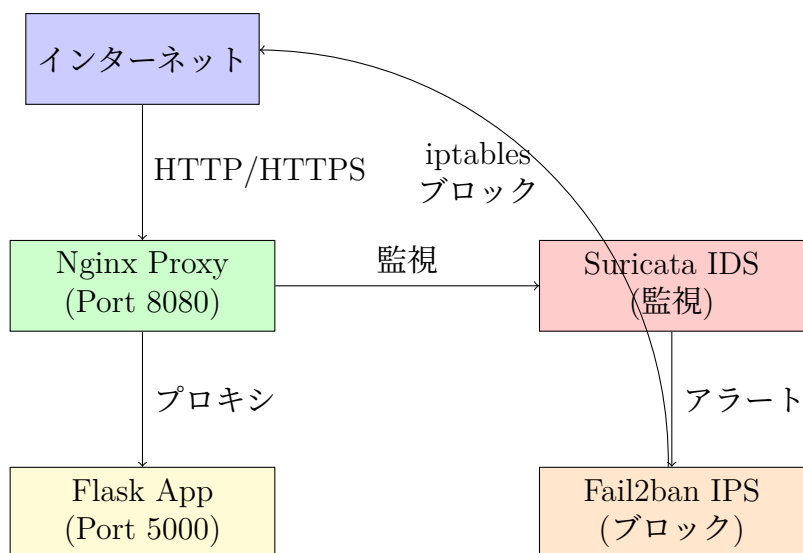 インターネット
HTTP/HTTPS
iptables
ブロック
Nginx Proxy
(Port 8080)
監視
Suricata IDS
(監視)
プロキシ
アラート
Flask App
(Port 5000)
Fail2ban IPS
(ブロック)